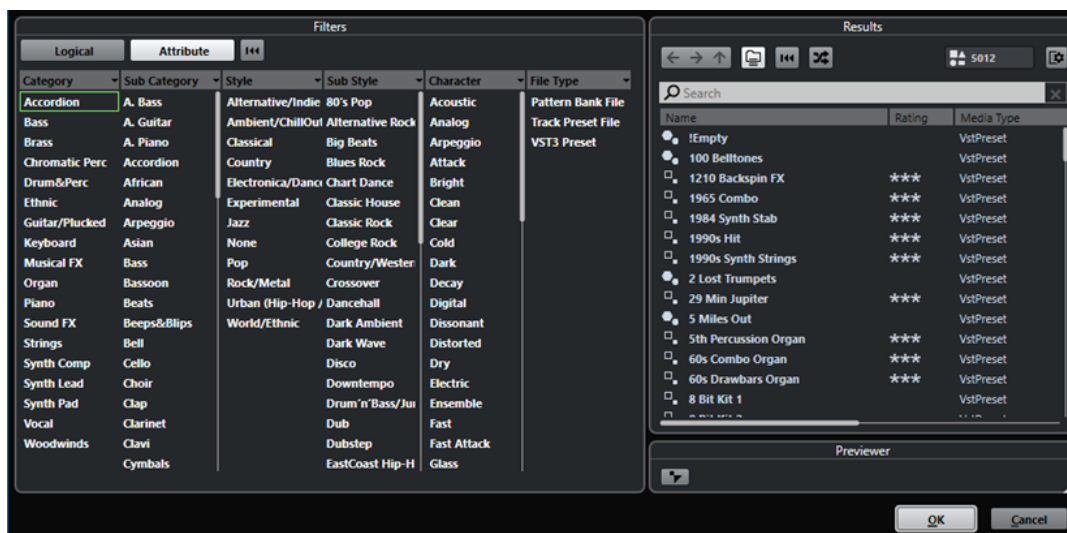 Filters
Logical Attribute
Category Sub Category Style Sub Style Character File Type
Accordion A. Bass Alternative/Indie 80's Pop Acoustic Pattern Bank File
Bass A. Guitar Ambient/ChillOut Alternative Rock Analog Track Preset File
Brass A. Piano Classical Big Beats Arpeggio VST3 Preset
Chromatic Perc Accordion Country Blues Rock Attack
Drum&Perc African Electronica/Danc Chart Dance Bright
Ethnic Analog Experimental Classic House Clean
Guitar/Plucked Arpeggio Jazz Classic Rock Clear
Keyboard Asian None College Rock Cold
Musical FX Bass Pop Country/Wester Dark
Organ Bassoon Rock/Metal Crossover Decay
Piano Beats Urban (Hip-Hop / Dancehall Digital
Sound FX Beeps&Blips World/Ethnic Dark Ambient Dissonant
Strings Bell Dark Wave Distorted
Synth Comp Cello Disco Dry
Synth Lead Choir Downtempo Electric
Synth Pad Clap Drum´n´Bass/Ju Ensemble
Vocal Clarinet Dub Fast
Woodwinds Clavi Dubstep Fast Attack
Cymbals EastCoast Hip-H Glass
Results
5012
Search
Name Rating Media Type
!Empty VstPreset
100 Belltones VstPreset
1210 Backspin FX *** VstPreset
1965 Combo *** VstPreset
1984 Synth Stab *** VstPreset
1990s Hit *** VstPreset
1990s Synth Strings *** VstPreset
2 Lost Trumpets VstPreset
29 Min Jupiter *** VstPreset
5 Miles Out VstPreset
5th Percussion Organ *** VstPreset
60s Combo Organ *** VstPreset
60s Drawbars Organ *** VstPreset
8 Bit Kit 1 VstPreset
Previewer
OK Cancel